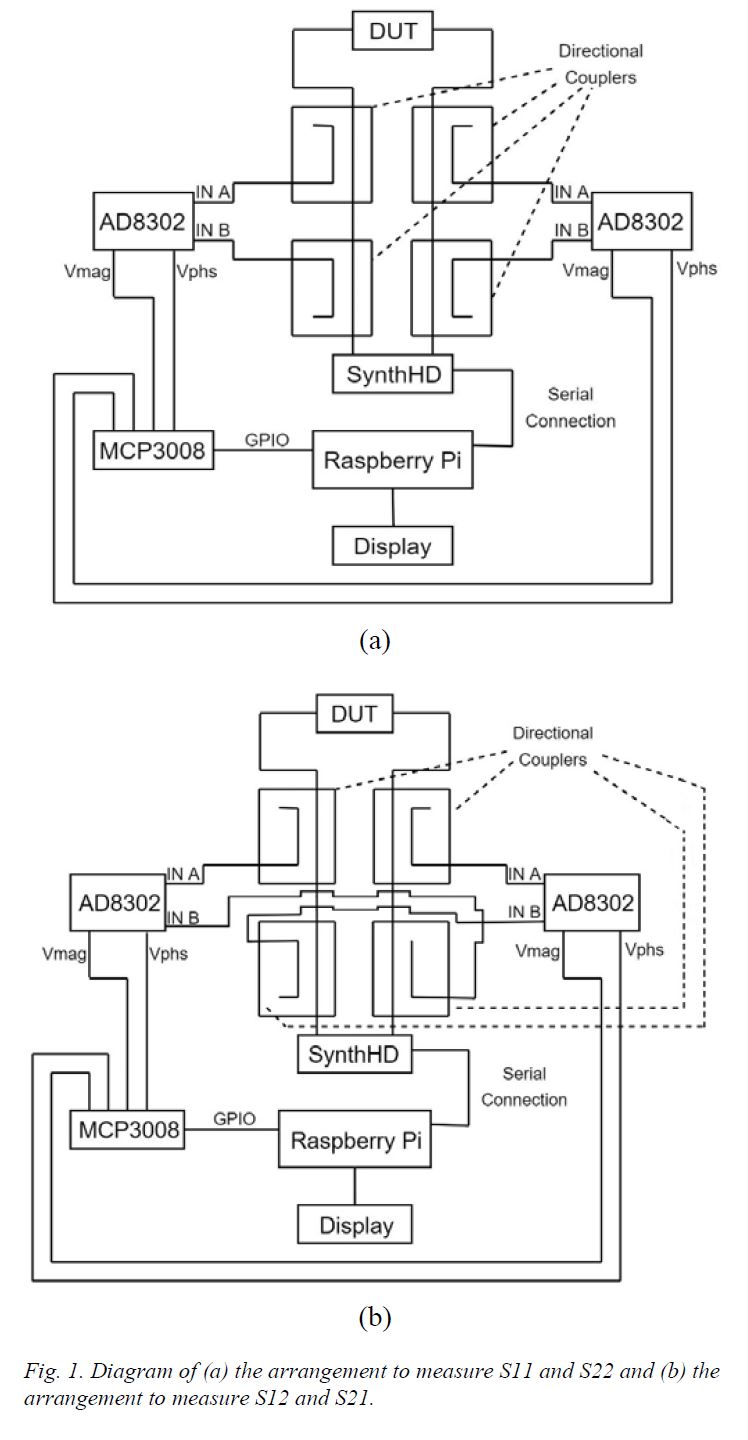 DUT
Directional
Couplers
IN A
IN A
AD8302
AD8302
IN B
IN B
Vmag
Vphs
Vmag
Vphs
SynthHD
Serial
Connection
MCP3008
GPIO
Raspberry Pi
Display
(a)
DUT
Directional
Couplers
IN A
IN A
AD8302
AD8302
IN B
IN B
Vmag
Vphs
Vmag
Vphs
SynthHD
Serial
Connection
MCP3008
GPIO
Raspberry Pi
Display
(b)
Fig. 1. Diagram of (a) the arrangement to measure S11 and S22 and (b) the
arrangement to measure S12 and S21.